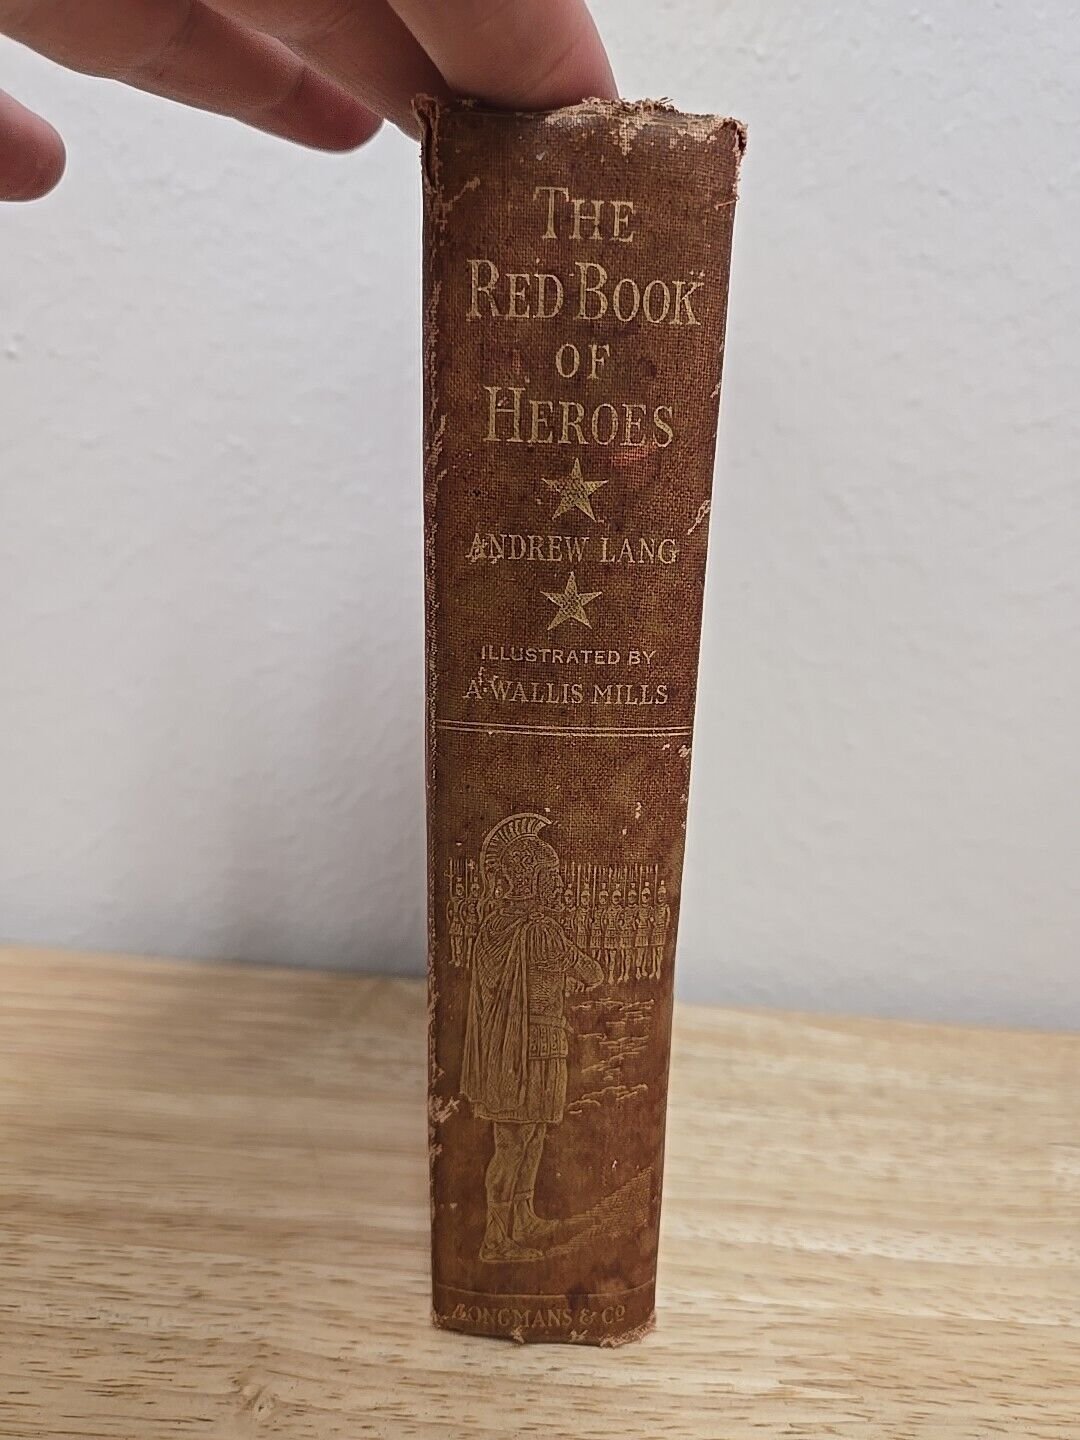 THE
RED BOOK
OF
HEROES
ANDREW LANG
ILLUSTRATED BY
A. WALLIS MILLS
LONGMANS & Co